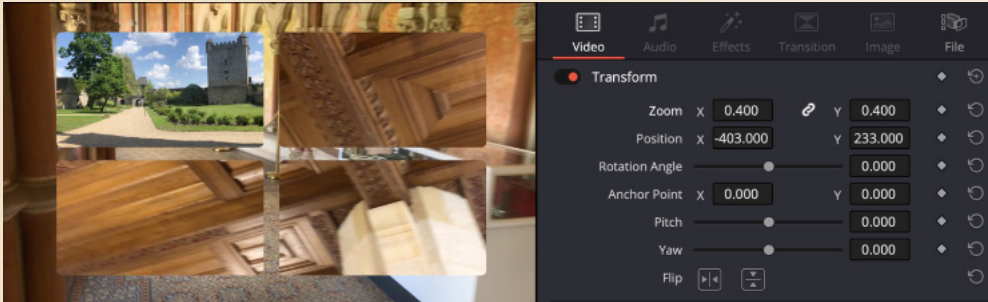 Video Audio Effects Transition Image File
Transform
Zoom X 0.400 Y 0.400
Position X -403.000 Y 233.000
Rotation Angle 0.000
Anchor Point X 0.000 Y 0.000
Pitch 0.000
Yaw 0.000
Flip